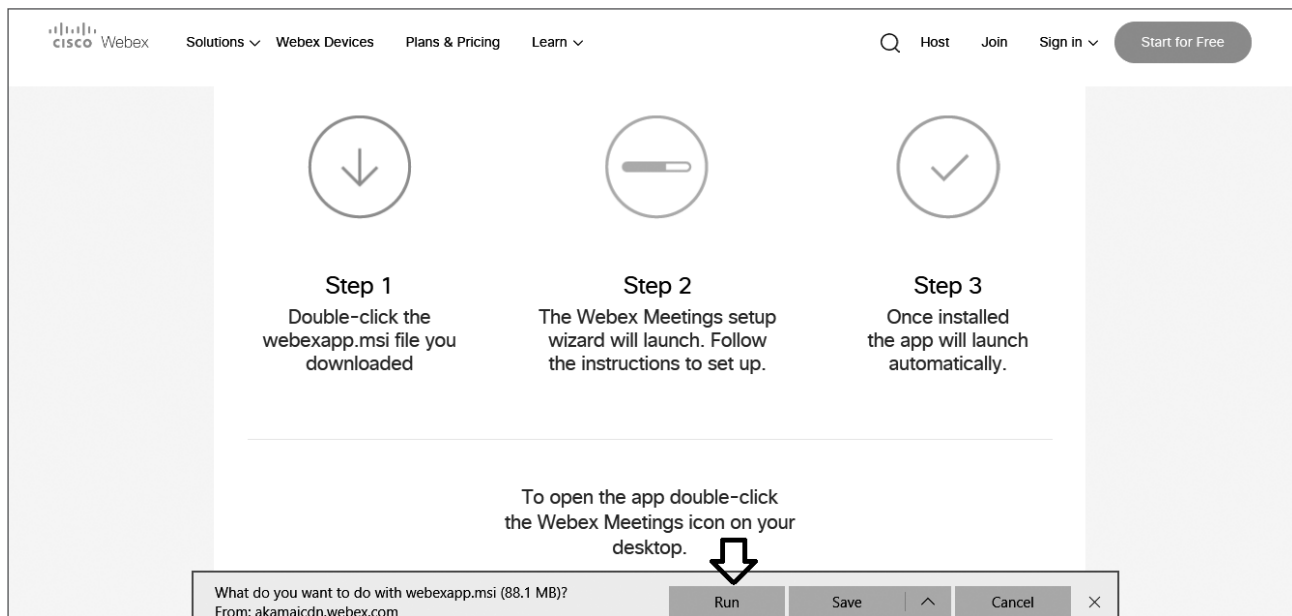 cisco Webex Solutions Webex Devices Plans & Pricing Learn Host Join Sign in Start for Free
Step 1
Double-click the
webexapp.msi file you
downloaded
Step 2
The Webex Meetings setup
wizard will launch. Follow
the instructions to set up.
Step 3
Once installed
the app will launch
automatically.
To open the app double-click
the Webex Meetings icon on your
desktop.
What do you want to do with webexapp.msi (88.1 MB)?
From: akamaicdn.webex.com
Run Save Cancel